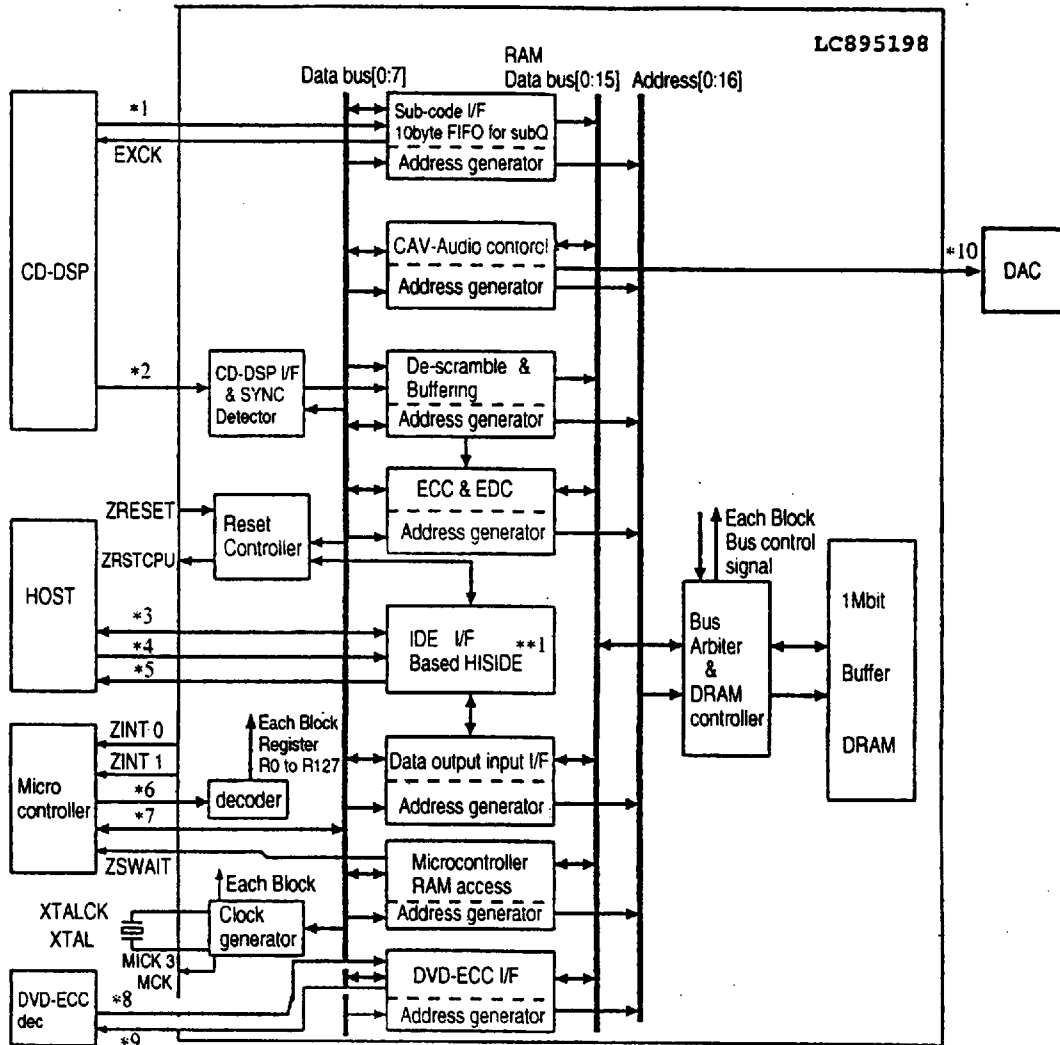 LC895198
RAM
Data bus[0:7]
Data bus[0:15]
Address[0:16]
*1
EXCK
Sub-code I/F
10byte FIFO for subQ
Address generator
CD-DSP
CAV-Audio contorol
Address generator
*10
DAC
*2
CD-DSP I/F
& SYNC
Detector
De-scramble &
Buffering
Address generator
ECC & EDC
Address generator
ZRESET
ZRSTCPU
Reset
Controller
HOST
*3
*4
*5
IDE I/F **1
Based HISIDE
Each Block
Bus control
signal
Bus
Arbiter
&
DRAM
controller
1Mbit
Buffer
DRAM
Micro
controller
ZINT 0
ZINT 1
*6
*7
ZSWAIT
Each Block
Register
R0 to R127
decoder
Data output input I/F
Address generator
Microcontroller
RAM access
Address generator
Each Block
Clock
generator
XTALCK
XTAL
MICK 3
MCK
DVD-ECC
dec
*8
*9
DVD-ECC I/F
Address generator